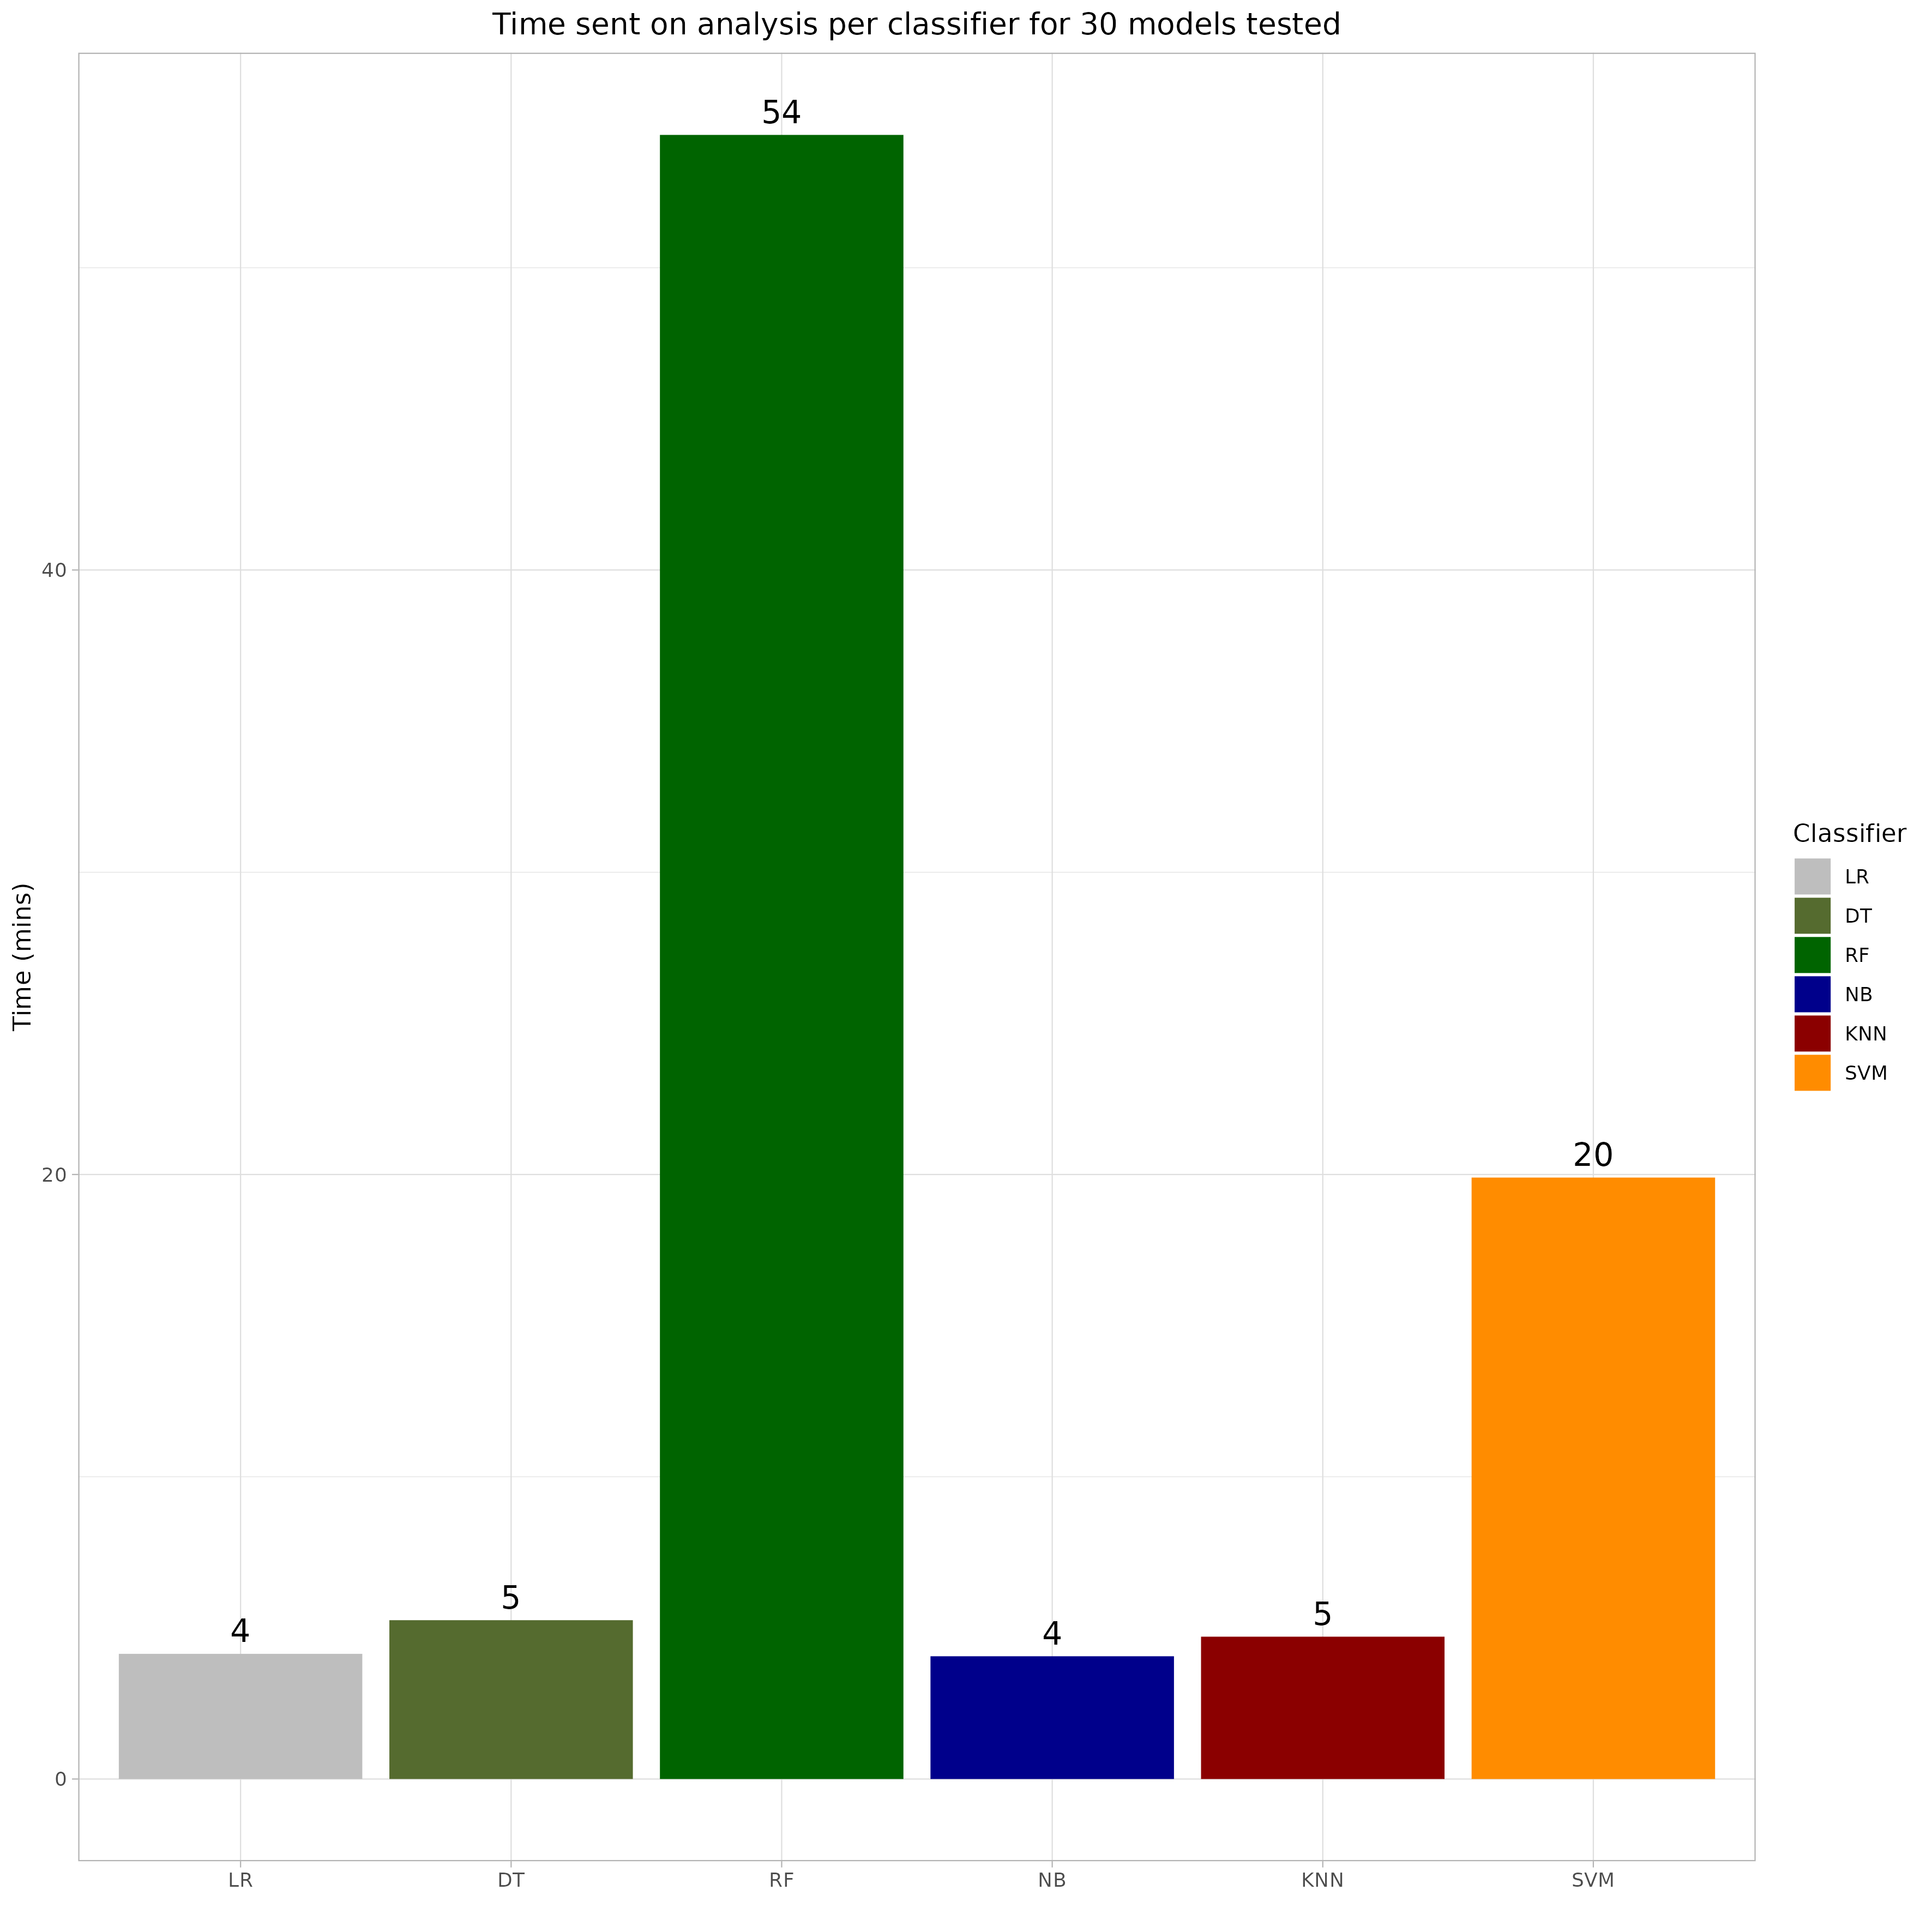 Time sent on analysis per classifier for 30 models tested
54
40
20
20
4
5
4
5
0
LR
DT
RF
NB
KNN
SVM
Time (mins)
Classifier
LR
DT
RF
NB
KNN
SVM